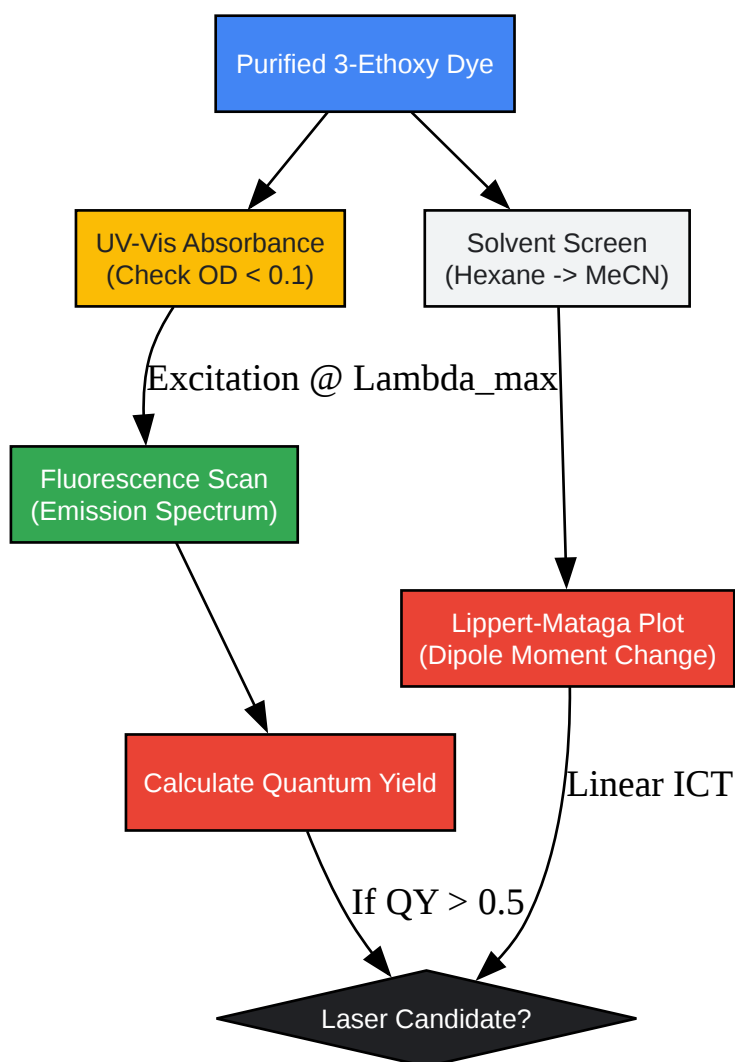 Purified 3-Ethoxy Dye
UV-Vis Absorbance
(Check OD < 0.1)
Solvent Screen
(Hexane -> MeCN)
Excitation @ Lambda_max
Fluorescence Scan
(Emission Spectrum)
Lippert-Mataga Plot
(Dipole Moment Change)
Calculate Quantum Yield
Linear ICT
If QY > 0.5
Laser Candidate?